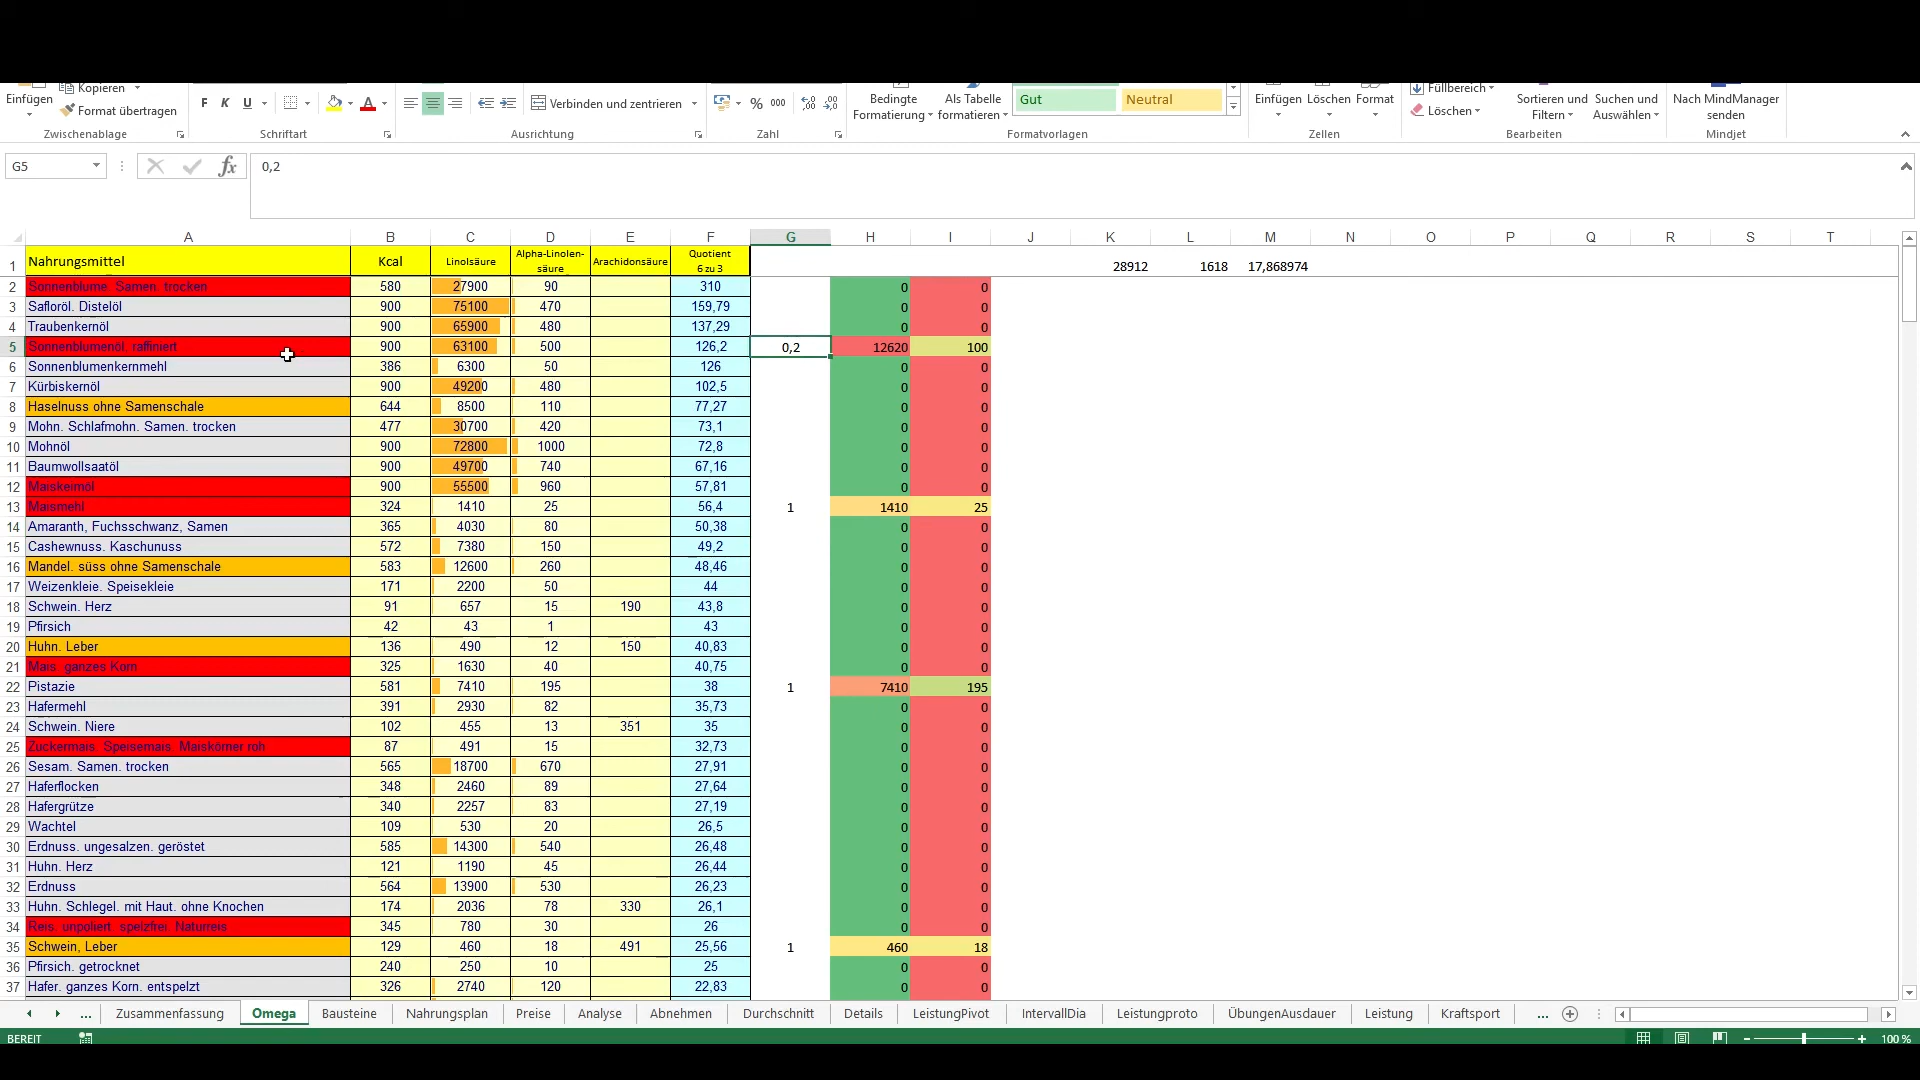 Einfügen Kopieren
Format übertragen
F K U
Verbinden und zentrieren
% 000
Bedingte Formatierung
Als Tabelle formatieren
Gut Neutral
Einfügen Löschen Format
Füllbereich
Löschen
Sortieren und Filtern
Suchen und Auswählen
Nach MindManager senden
Zwischenablage Schriftart Ausrichtung Zahl Formatvorlagen Zellen Bearbeiten Mindjet
G5 fx 0,2
A B C D E F G H I J K L M N O P Q R S T
1 Nahrungsmittel Kcal Linolsäure Alpha-Linolen-säure Arachidonsäure Quotient 6 zu 3 28912 1618 17,868974
2 Sonnenblume. Samen. trocken 580 27900 90 310 0 0
3 Safloröl. Distelöl 900 75100 470 159,79 0 0
4 Traubenkernöl 900 65900 480 137,29 0 0
5 Sonnenblumenöl. raffiniert 900 63100 500 126,2 0,2 12620 100
6 Sonnenblumenkernmehl 386 6300 50 126 0 0
7 Kürbiskernöl 900 49200 480 102,5 0 0
8 Haselnuss ohne Samenschale 644 8500 110 77,27 0 0
9 Mohn. Schlafmohn. Samen. trocken 477 30700 420 73,1 0 0
10 Mohnöl 900 72800 1000 72,8 0 0
11 Baumwollsaatöl 900 49700 740 67,16 0 0
12 Maiskeimöl 900 55500 960 57,81 0 0
13 Maismehl 324 1410 25 56,4 1 1410 25
14 Amaranth, Fuchsschwanz, Samen 365 4030 80 50,38 0 0
15 Cashewnuss. Kaschunuss 572 7380 150 49,2 0 0
16 Mandel. süss ohne Samenschale 583 12600 260 48,46 0 0
17 Weizenkleie. Speisekleie 171 2200 50 44 0 0
18 Schwein. Herz 91 657 15 190 43,8 0 0
19 Pfirsich 42 43 1 43 0 0
20 Huhn. Leber 136 490 12 150 40,83 0 0
21 Mais. ganzes Korn 325 1630 40 40,75 0 0
22 Pistazie 581 7410 195 38 1 7410 195
23 Hafermehl 391 2930 82 35,73 0 0
24 Schwein. Niere 102 455 13 351 35 0 0
25 Zuckermais. Speisemais. Maiskörner roh 87 491 15 32,73 0 0
26 Sesam. Samen. trocken 565 18700 670 27,91 0 0
27 Haferflocken 348 2460 89 27,64 0 0
28 Hafergrütze 340 2257 83 27,19 0 0
29 Wachtel 109 530 20 26,5 0 0
30 Erdnuss. ungesalzen. geröstet 585 14300 540 26,48 0 0
31 Huhn. Herz 121 1190 45 26,44 0 0
32 Erdnuss 564 13900 530 26,23 0 0
33 Huhn. Schlegel. mit Haut. ohne Knochen 174 2036 78 330 26,1 0 0
34 Reis. unpoliert. spelzfrei. Naturreis 345 780 30 26 0 0
35 Schwein, Leber 129 460 18 491 25,56 1 460 18
36 Pfirsich. getrocknet 240 250 10 25 0 0
37 Hafer. ganzes Korn. entspelzt 326 2740 120 22,83 0 0
... Zusammenfassung Omega Bausteine Nahrungsplan Preise Analyse Abnehmen Durchschnitt Details LeistungPivot IntervallDia Leistungproto ÜbungenAusdauer Leistung Kraftsport ...
BEREIT 100 %